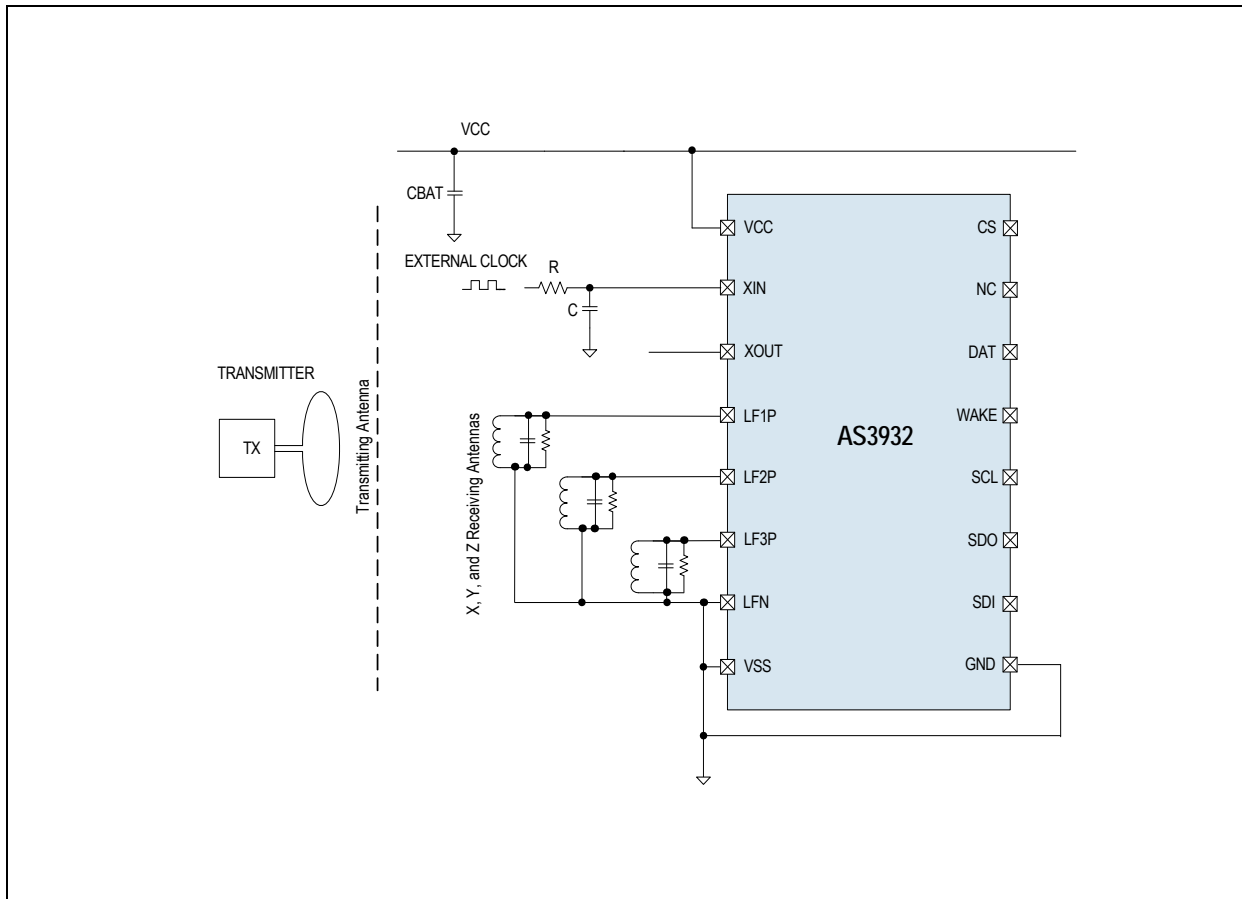 VCC
CBAT
EXTERNAL CLOCK
R
C
TRANSMITTER
TX
Transmitting Antenna
X, Y, and Z Receiving Antennas
VCC
XIN
XOUT
LF1P
LF2P
LF3P
LFN
VSS
AS3932
CS
NC
DAT
WAKE
SCL
SDO
SDI
GND